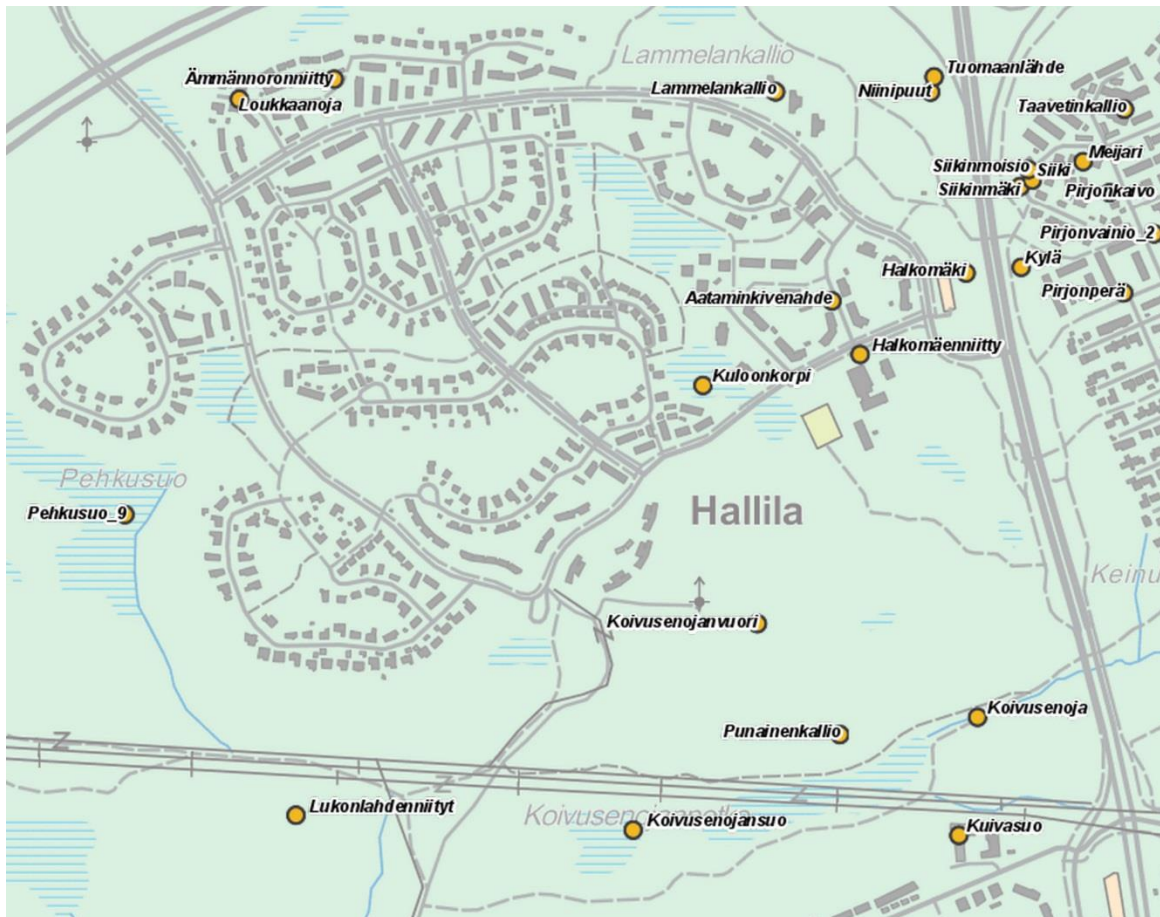 Lammelankallio
Tuomaanlähde
Ämmännoronniitty
Lammelankallio
Niinipuut
Loukkaanoja
Taavetinkallio
Meijari
Siikinmoisio
Siiki
Siikinmäki
Pirjonkaivo
Pirjonvainio_2
Kylä
Halkomäki
Pirjonperä
Aataminkivenahde
Halkomäenniitty
Kuloonkorpi
Pehkusuo
Pehkusuo_9
Hallila
Keinu
Koivusenojanvuori
Koivusenoja
Punainenkallio
Lukonlahdenniityt
Koivusenojansuo
Kuivasuo